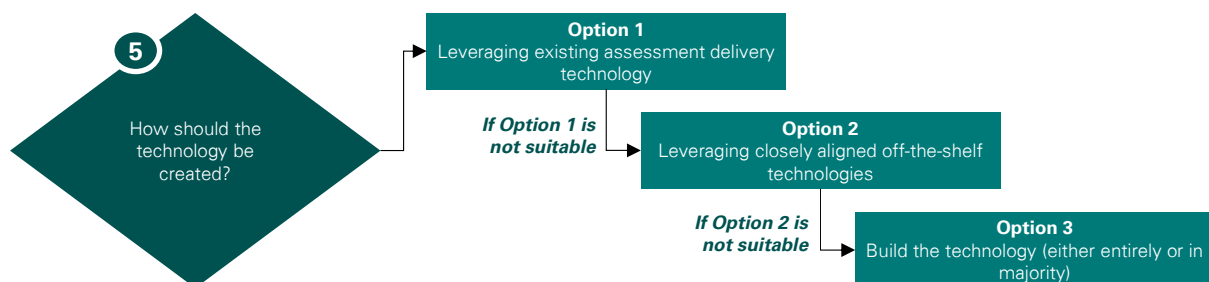 5
How should the
technology be
created?
Option 1
Leveraging existing assessment delivery
technology
If Option 1 is
not suitable
Option 2
Leveraging closely aligned off-the-shelf
technologies
If Option 2 is
not suitable
Option 3
Build the technology (either entirely or in
majority)